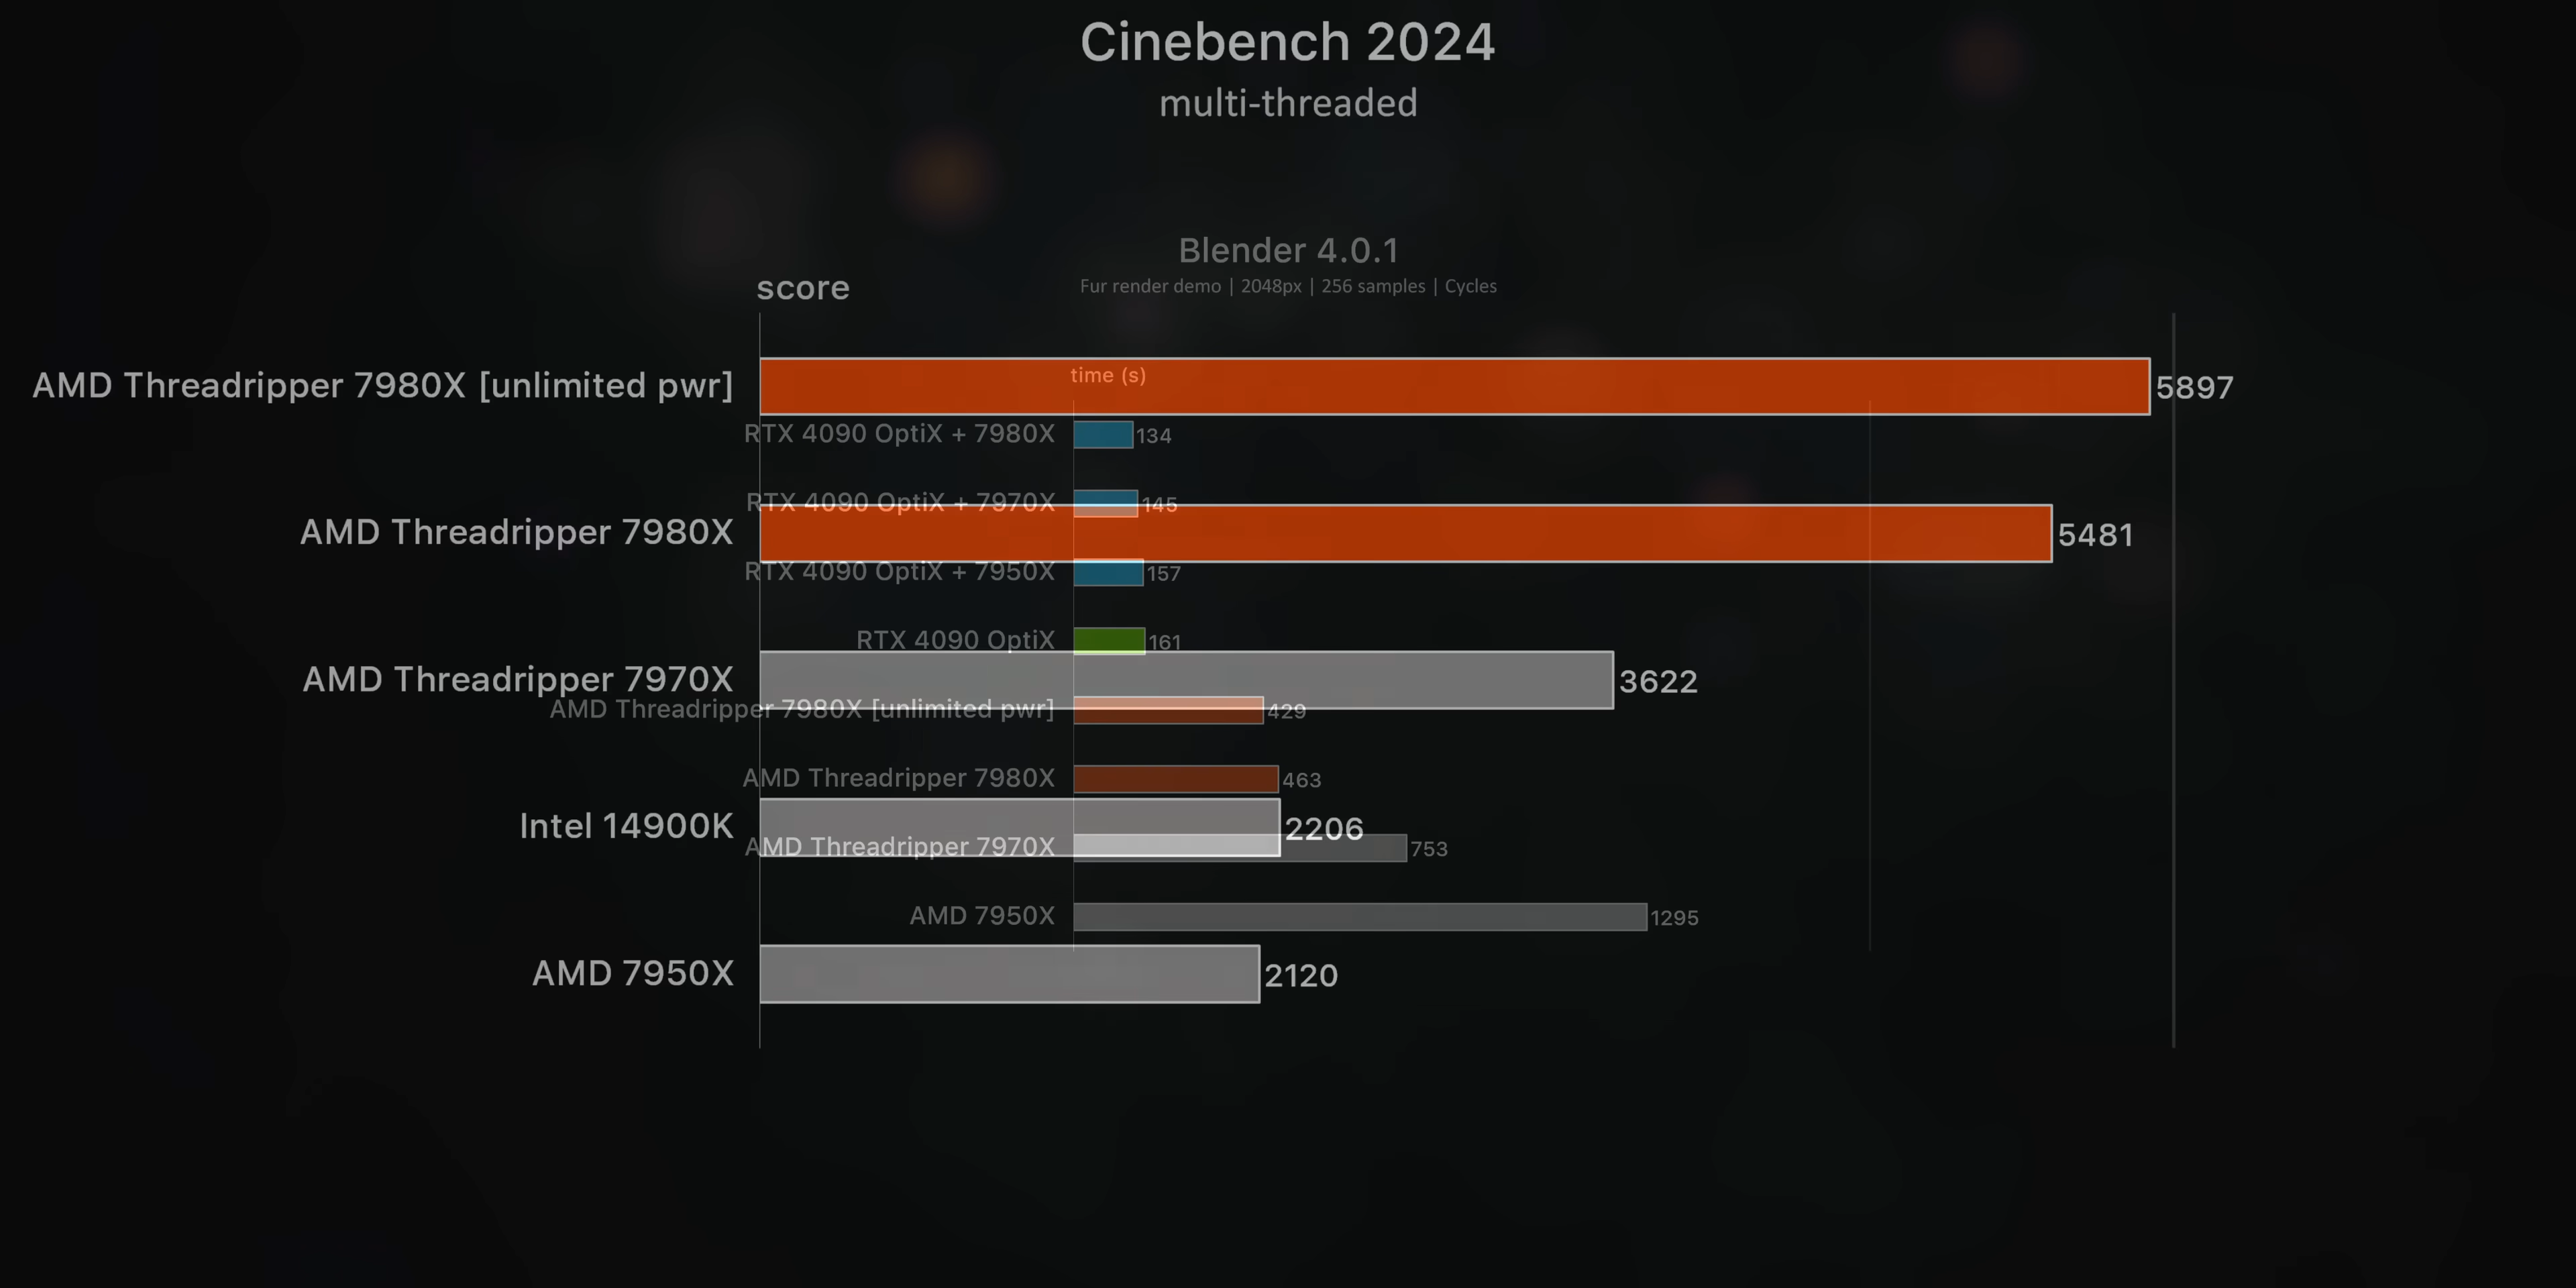 Cinebench 2024
multi-threaded
Blender 4.0.1
Fur render demo | 2048px | 256 samples | Cycles
score
time (s)
AMD Threadripper 7980X [unlimited pwr] 5897
RTX 4090 OptiX + 7980X 134
RTX 4090 OptiX + 7970X 145
AMD Threadripper 7980X 5481
RTX 4090 OptiX + 7950X 157
RTX 4090 OptiX 161
AMD Threadripper 7970X 3622
AMD Threadripper 7980X [unlimited pwr] 429
AMD Threadripper 7980X 463
Intel 14900K 2206
AMD Threadripper 7970X 753
AMD 7950X 1295
AMD 7950X 2120